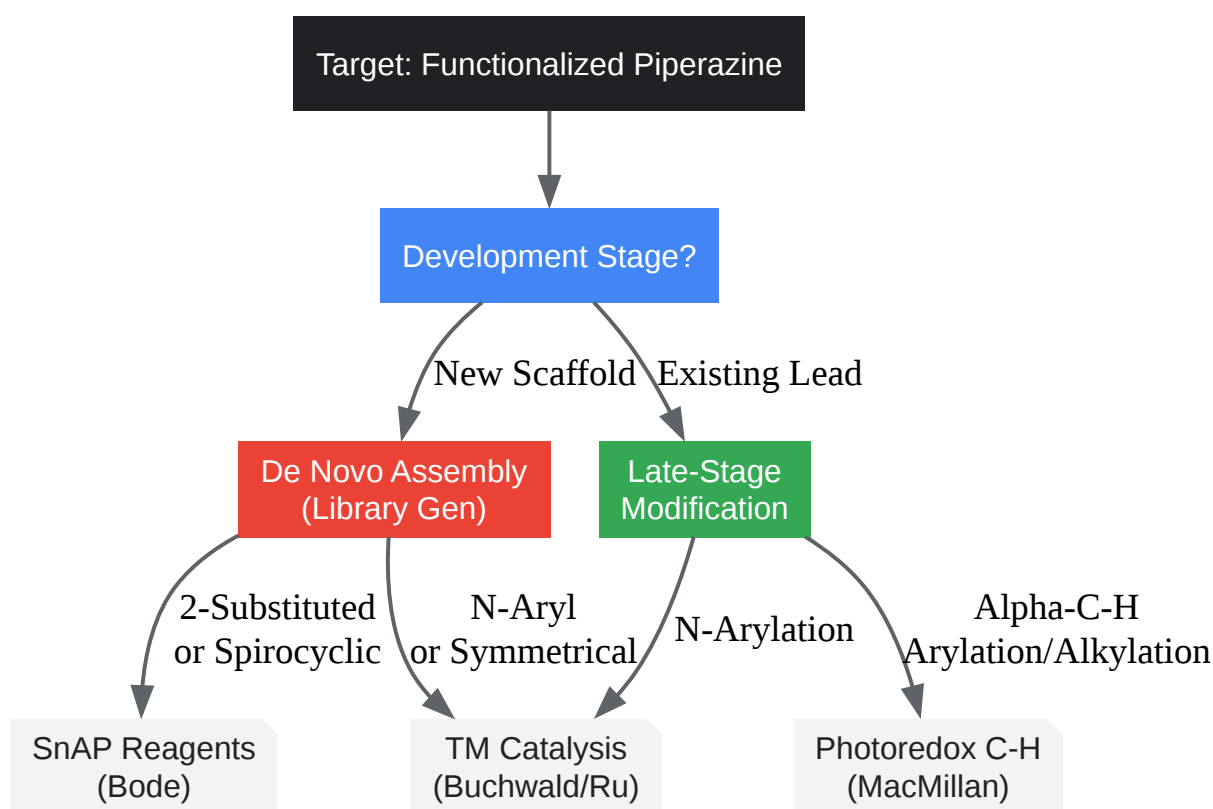 Target: Functionalized Piperazine
Development Stage?
New Scaffold
Existing Lead
De Novo Assembly
(Library Gen)
Late-Stage
Modification
2-Substituted
or Spirocyclic
N-Aryl
or Symmetrical
N-Arylation
Alpha-C-H
Arylation/Alkylation
SnAP Reagents
(Bode)
TM Catalysis
(Buchwald/Ru)
Photoredox C-H
(MacMillan)